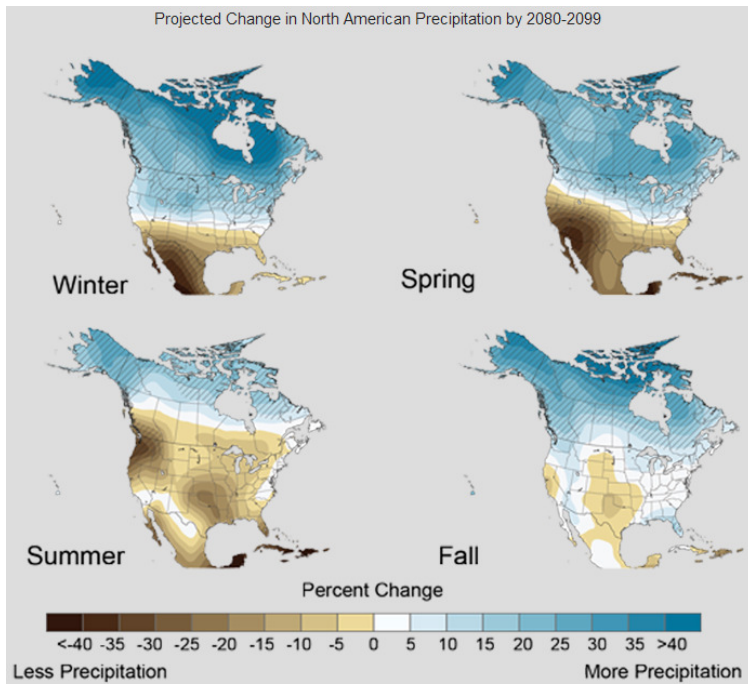 Projected Change in North American Precipitation by 2080-2099
Winter
Spring
Summer
Fall
Percent Change
<-40 -35 -30 -25 -20 -15 -10 -5 0 5 10 15 20 25 30 35 >40
Less Precipitation
More Precipitation